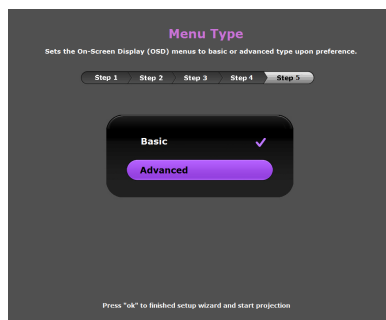 Menu Type
Sets the On-Screen Display (OSD) menus to basic or advanced type upon preference.
Step 1 Step 2 Step 3 Step 4 Step 5
Basic
Advanced
Press "ok" to finished setup wizard and start projection